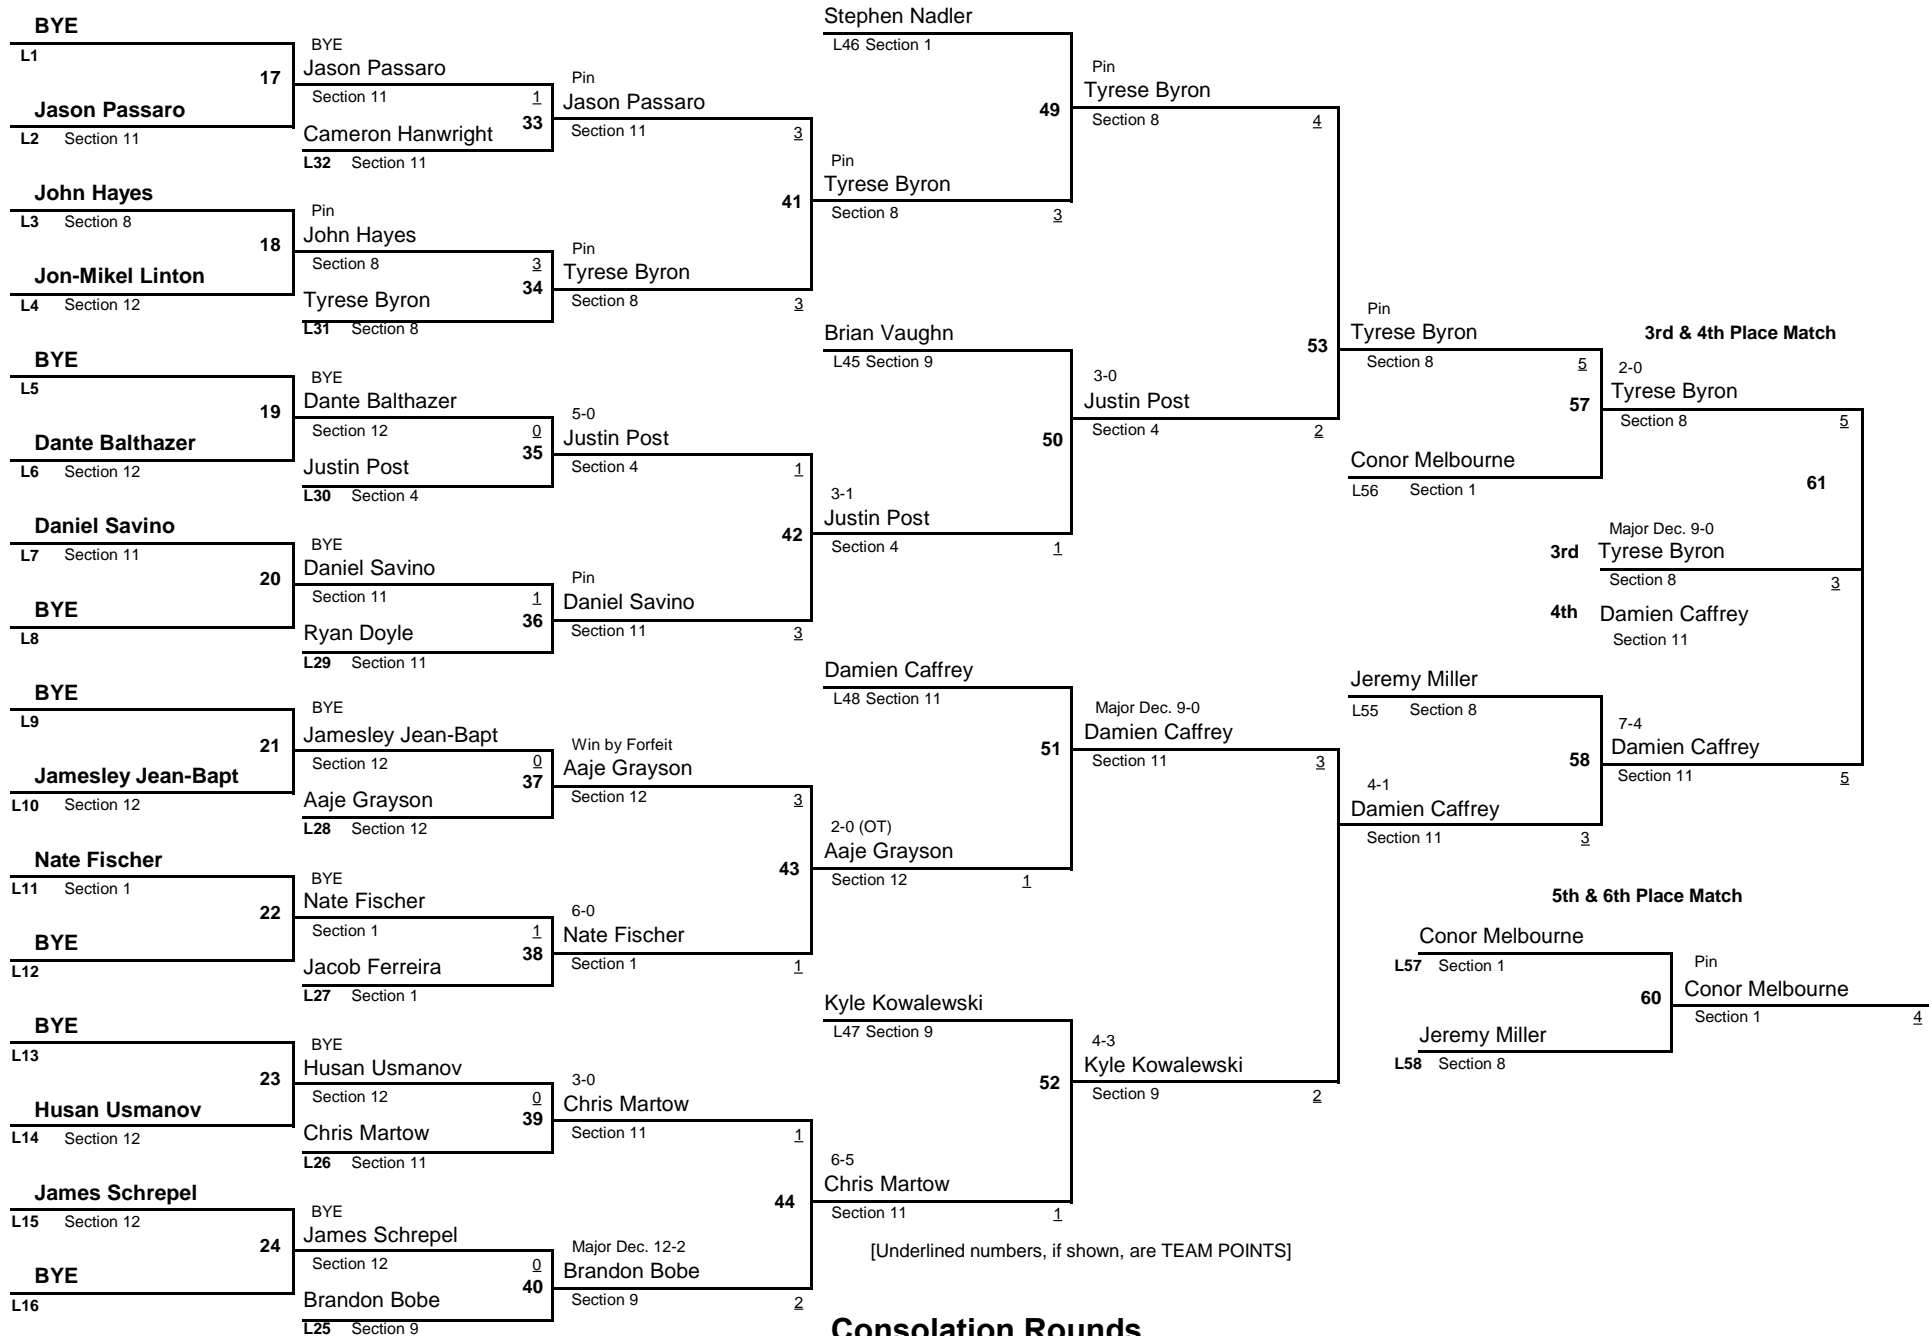 BYE
L1
17
Jason Passaro
L2 Section 11
John Hayes
L3 Section 8
18
Jon-Mikel Linton
L4 Section 12
BYE
L5
19
Dante Balthazer
L6 Section 12
Daniel Savino
L7 Section 11
20
BYE
L8
BYE
L9
21
Jamesley Jean-Bapt
L10 Section 12
Nate Fischer
L11 Section 1
22
BYE
L12
BYE
L13
23
Husan Usmanov
L14 Section 12
James Schrepel
L15 Section 12
24
BYE
L16
BYE
Jason Passaro
Section 11 1
33
Cameron Hanwright
L32 Section 11
Pin
John Hayes
Section 8 3
34
Tyrese Byron
L31 Section 8
BYE
Dante Balthazer
Section 12 0
35
Justin Post
L30 Section 4
BYE
Daniel Savino
Section 11 1
36
Ryan Doyle
L29 Section 11
BYE
Jamesley Jean-Bapt
Section 12 0
37
Aaje Grayson
L28 Section 12
BYE
Nate Fischer
Section 1 1
38
Jacob Ferreira
L27 Section 1
BYE
Husan Usmanov
Section 12 0
39
Chris Martow
L26 Section 11
BYE
James Schrepel
Section 12 0
40
Brandon Bobe
L25 Section 9
Pin
Jason Passaro
Section 11 3
41
Pin
Tyrese Byron
Section 8 3
5-0
Justin Post
Section 4 1
42
Pin
Daniel Savino
Section 11 3
Win by Forfeit
Aaje Grayson
Section 12 3
43
6-0
Nate Fischer
Section 1 1
3-0
Chris Martow
Section 11 1
44
Major Dec. 12-2
Brandon Bobe
Section 9 2
Stephen Nadler
L46 Section 1
49
Pin
Tyrese Byron
Section 8 3
Brian Vaughn
L45 Section 9
50
3-1
Justin Post
Section 4 1
Damien Caffrey
L48 Section 11
51
2-0 (OT)
Aaje Grayson
Section 12 1
Kyle Kowalewski
L47 Section 9
52
6-5
Chris Martow
Section 11 1
[Underlined numbers, if shown, are TEAM POINTS]
Consolation Rounds
Pin
Tyrese Byron
Section 8 4
53
3-0
Justin Post
Section 4 2
Major Dec. 9-0
Damien Caffrey
Section 11 3
4-3
Kyle Kowalewski
Section 9 2
Pin
Tyrese Byron
Section 8 5
57
Conor Melbourne
L56 Section 1
Jeremy Miller
L55 Section 8
58
4-1
Damien Caffrey
Section 11 3
3rd & 4th Place Match
2-0
Tyrese Byron
Section 8 5
61
Major Dec. 9-0
3rd Tyrese Byron
Section 8 3
4th Damien Caffrey
Section 11
7-4
Damien Caffrey
Section 11 5
5th & 6th Place Match
Conor Melbourne
L57 Section 1
60
Jeremy Miller
L58 Section 8
Pin
Conor Melbourne
Section 1 4